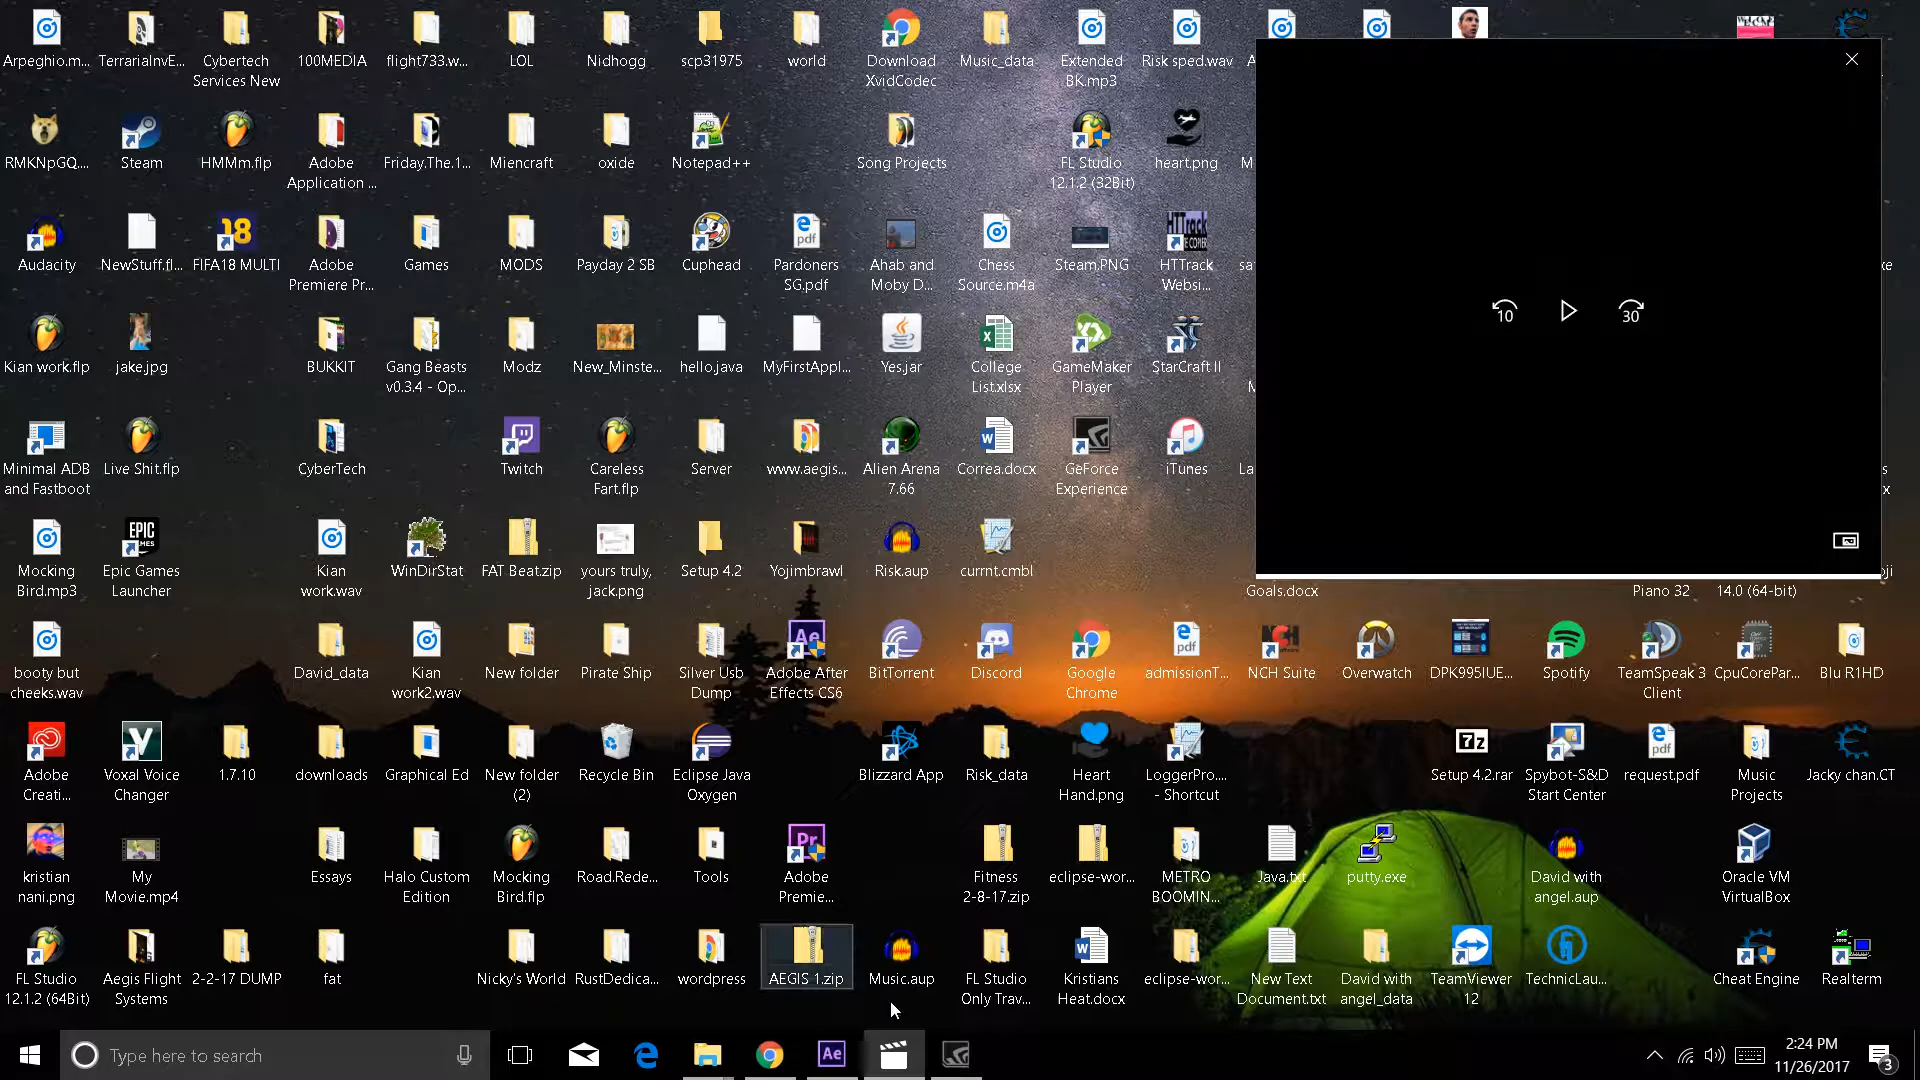 Arpeghio.m...
TerrariaInvE...
Cybertech
Services New
100MEDIA
flight733.w...
LOL
Nidhogg
scp31975
world
Download
XvidCodec
Music_data
Extended
BK.mp3
Risk sped.wav
RMKNpGQ....
Steam
HMMm.flp
Adobe
Application ...
Friday.The.1...
Miencraft
oxide
Notepad++
Song Projects
FL Studio
12.1.2 (32Bit)
heart.png
Audacity
NewStuff.fl...
18
FIFA18 MULTI
Adobe
Premiere Pr...
Games
MODS
Payday 2 SB
Cuphead
pdf
Pardoners
SG.pdf
Ahab and
Moby D...
Chess
Source.m4a
Steam.PNG
HTTrack
Websi...
Kian work.flp
jake.jpg
BUKKIT
Gang Beasts
v0.3.4 - Op...
Modz
New_Minste...
hello.java
MyFirstAppl...
Yes.jar
College
List.xlsx
GameMaker
Player
StarCraft II
10
30
Minimal ADB
and Fastboot
Live Shit.flp
CyberTech
Twitch
Careless
Fart.flp
Server
www.aegis...
Alien Arena
7.66
Correa.docx
GeForce
Experience
iTunes
Mocking
Bird.mp3
EPIC
Epic Games
Launcher
Kian
work.wav
WinDirStat
FAT Beat.zip
yours truly,
jack.png
Setup 4.2
Yojimbrawl
Risk.aup
currnt.cmbl
Goals.docx
Piano 32
14.0 (64-bit)
booty but
cheeks.wav
David_data
Kian
work2.wav
New folder
Pirate Ship
Silver Usb
Dump
Ae
Adobe After
Effects CS6
BitTorrent
Discord
Google
Chrome
pdf
admissionT...
NCH
NCH Suite
Overwatch
DPK995IUE...
Spotify
TeamSpeak 3
Client
CpuCorePar...
Blu R1HD
Adobe
Creati...
Voxal Voice
Changer
1.7.10
downloads
Graphical Ed
New folder
(2)
Recycle Bin
Eclipse Java
Oxygen
Blizzard App
Risk_data
Heart
Hand.png
LoggerPro....
- Shortcut
7z
Setup 4.2.rar
Spybot-S&D
Start Center
pdf
request.pdf
Music
Projects
Jacky chan.CT
kristian
nani.png
My
Movie.mp4
Essays
Halo Custom
Edition
Mocking
Bird.flp
Road.Rede...
Tools
Pr
Adobe
Premie...
Fitness
2-8-17.zip
eclipse-wor...
METRO
BOOMIN...
Java.txt
putty.exe
David with
angel.aup
Oracle VM
VirtualBox
FL Studio
12.1.2 (64Bit)
Aegis Flight
Systems
2-2-17 DUMP
fat
Nicky's World
RustDedica...
wordpress
AEGIS 1.zip
Music.aup
FL Studio
Only Trav...
Kristians
Heat.docx
eclipse-wor...
New Text
Document.txt
David with
angel_data
TeamViewer
12
TechnicLau...
Cheat Engine
Realterm
Type here to search
Ae
2:24 PM
11/26/2017
3